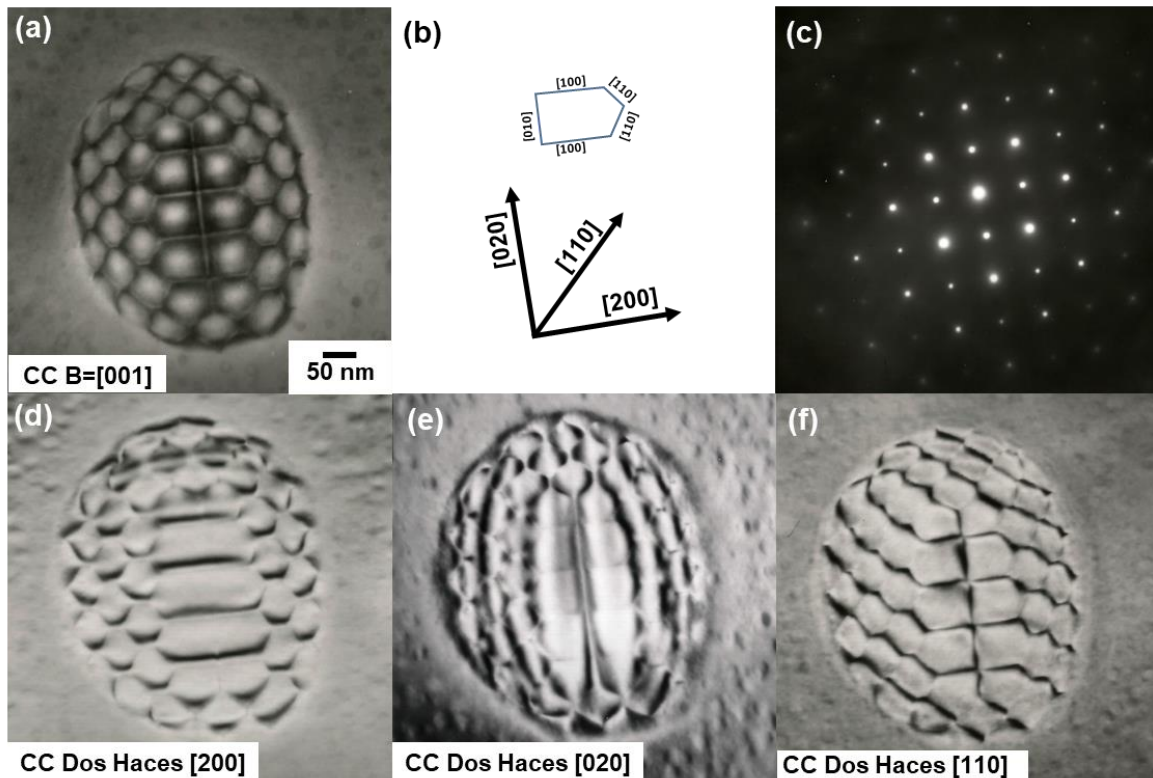 (a)
CC B=[001]
50 nm
(b)
[100]
[110]
[010]
[110]
[100]
[020]
[110]
[200]
(c)
(d)
CC Dos Haces [200]
(e)
CC Dos Haces [020]
(f)
CC Dos Haces [110]